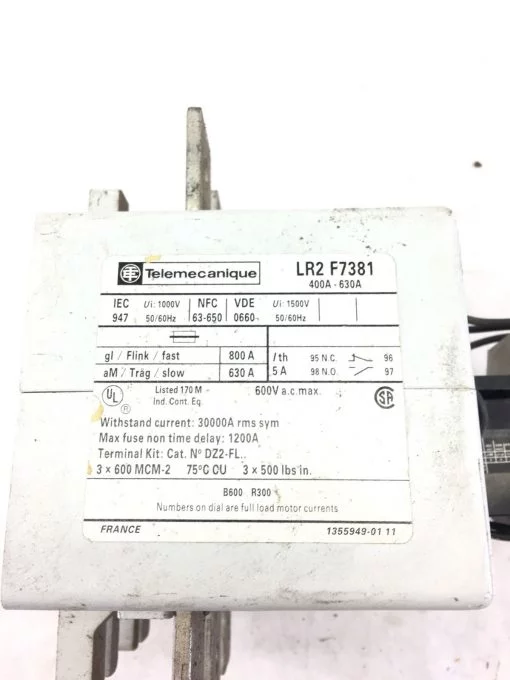 Telemecanique
LR2 F7381
400A - 630A
IEC Ui: 1000V NFC VDE Ui: 1500V
947 50/60Hz 63-650 0660 50/60Hz
gl / Flink / fast 800 A Ith 95 N.C. 96
aM / Träg / slow 630 A 5 A 98 N.O. 97
UL ® Listed 170 M 600V a.c. max. SA
Ind. Cont. Eq.
Withstand current: 30000A rms sym
Max fuse non time delay: 1200A
Terminal Kit: Cat. N° DZ2-FL..
3 x 600 MCM-2 75°C CU 3 x 500 lbs in.
B600 R300
Numbers on dial are full load motor currents
FRANCE 1355949-01 11